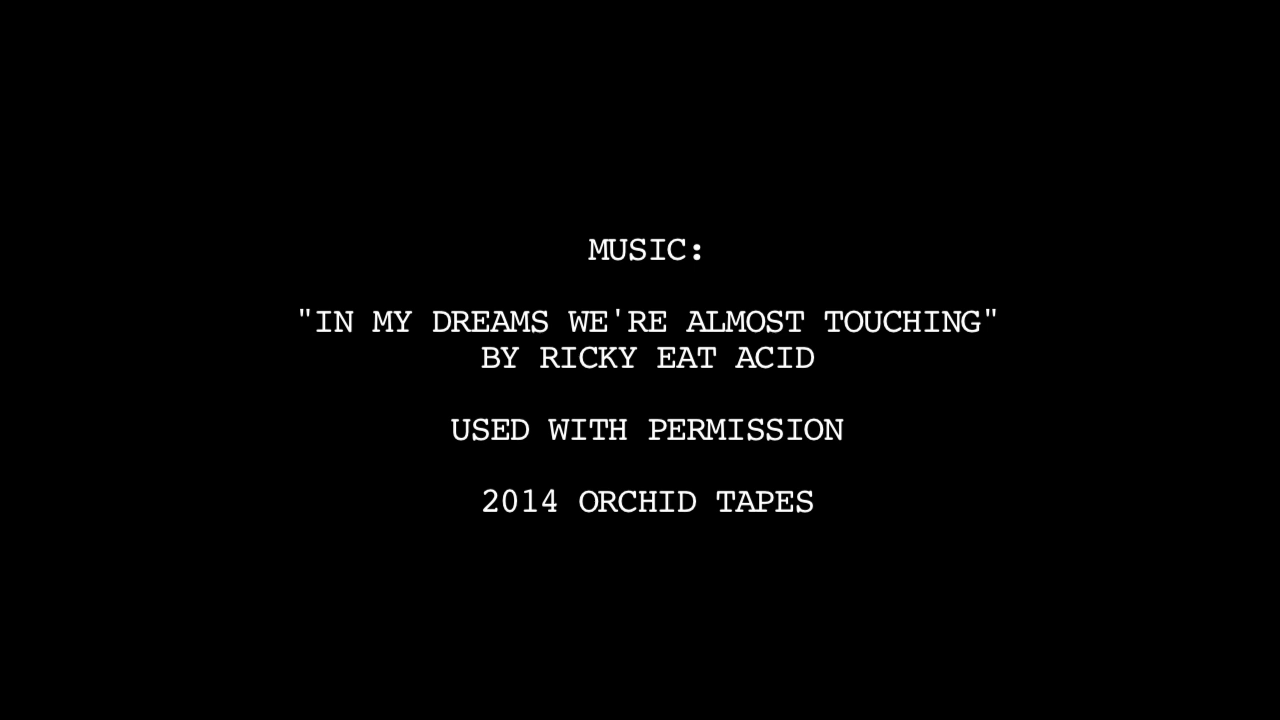 MUSIC:
"IN MY DREAMS WE'RE ALMOST TOUCHING"
BY RICKY EAT ACID
USED WITH PERMISSION
2014 ORCHID TAPES